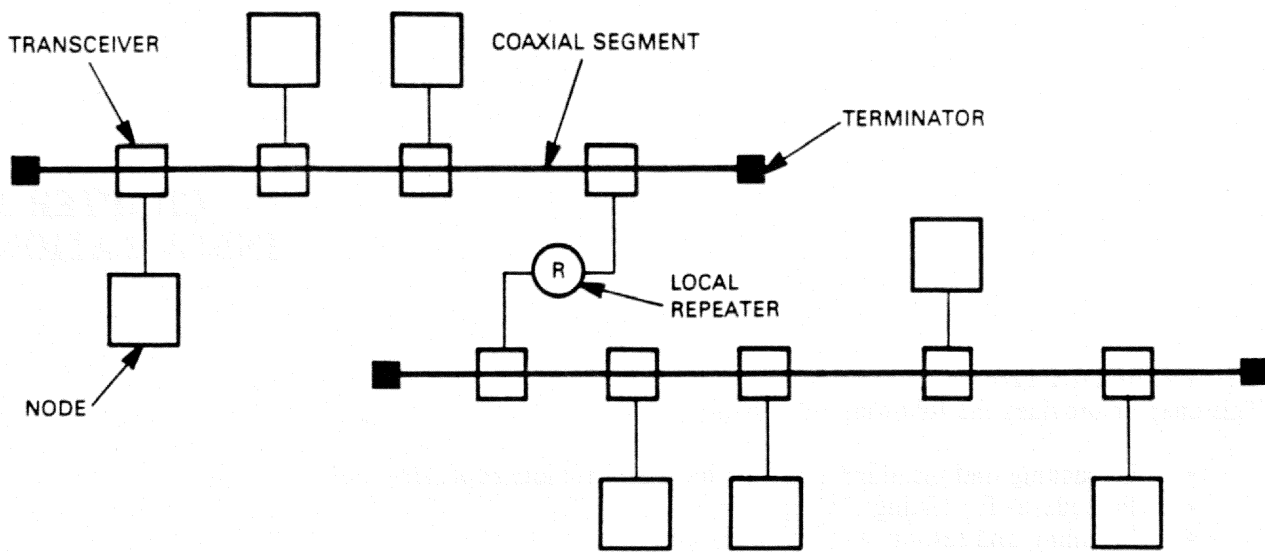 TRANSCEIVER
COAXIAL SEGMENT
TERMINATOR
R
LOCAL
REPEATER
NODE